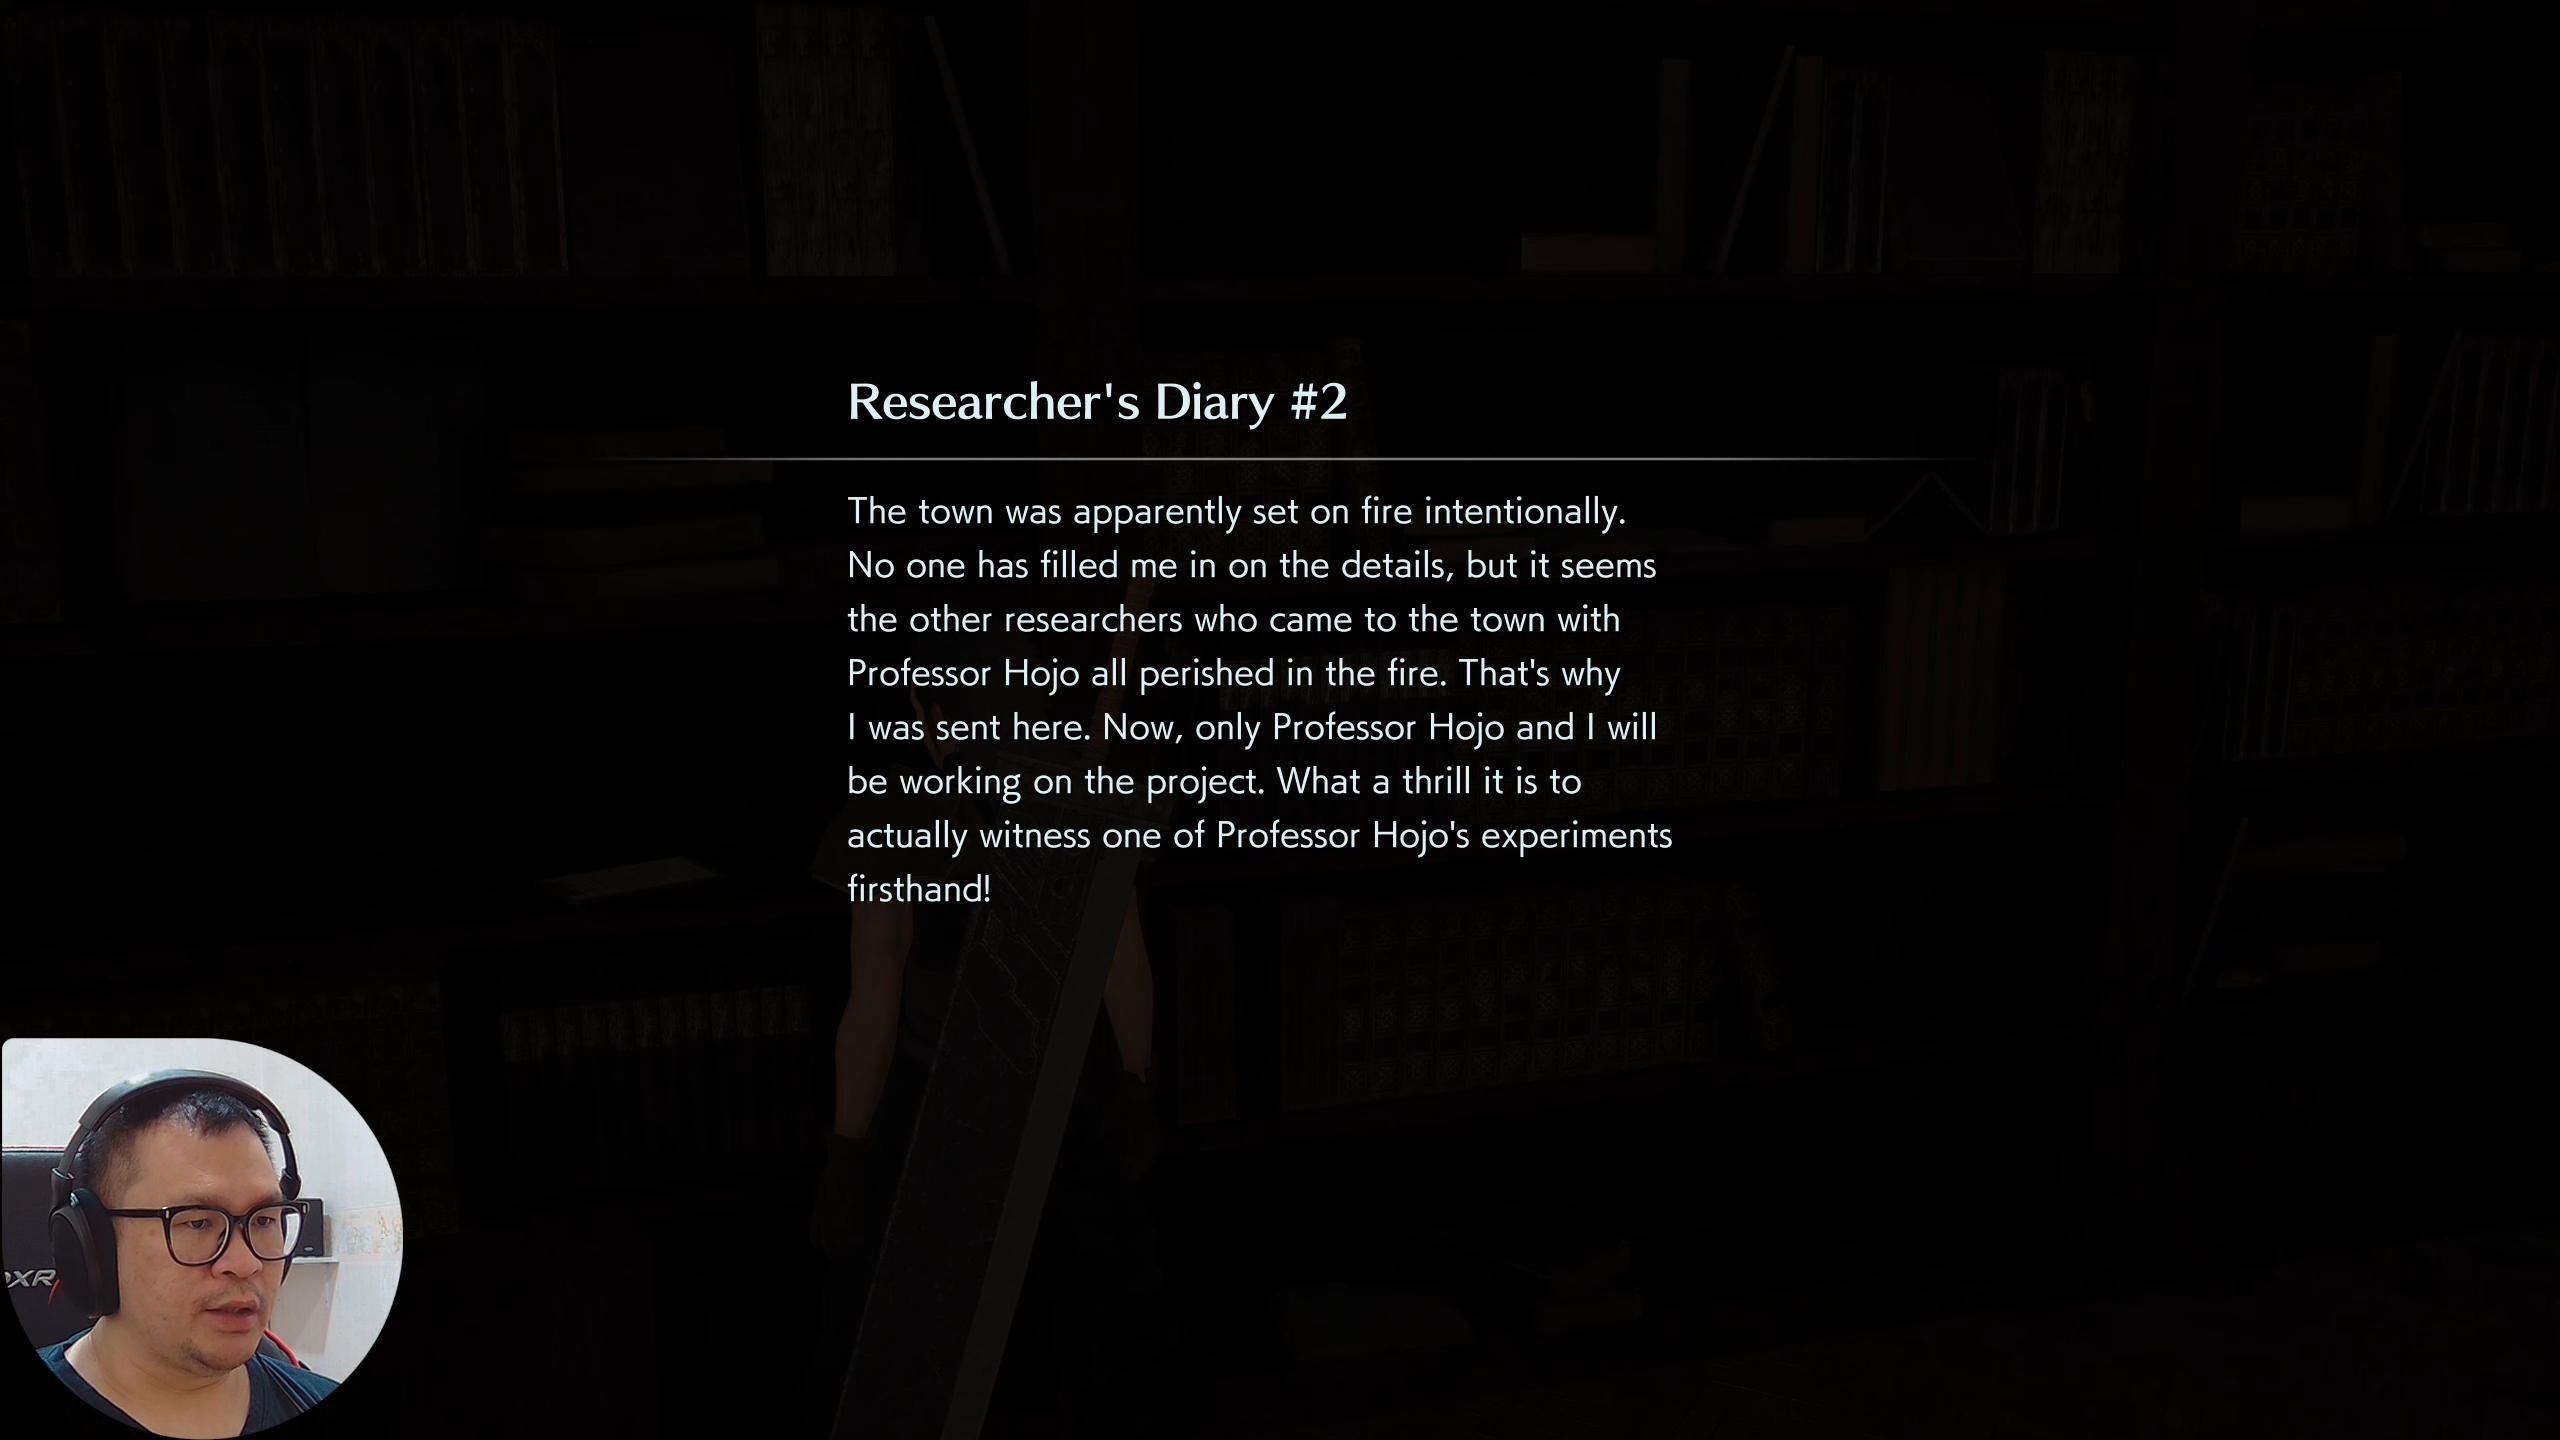 Researcher's Diary #2
The town was apparently set on fire intentionally.
No one has filled me in on the details, but it seems
the other researchers who came to the town with
Professor Hojo all perished in the fire. That's why
I was sent here. Now, only Professor Hojo and I will
be working on the project. What a thrill it is to
actually witness one of Professor Hojo's experiments
firsthand!